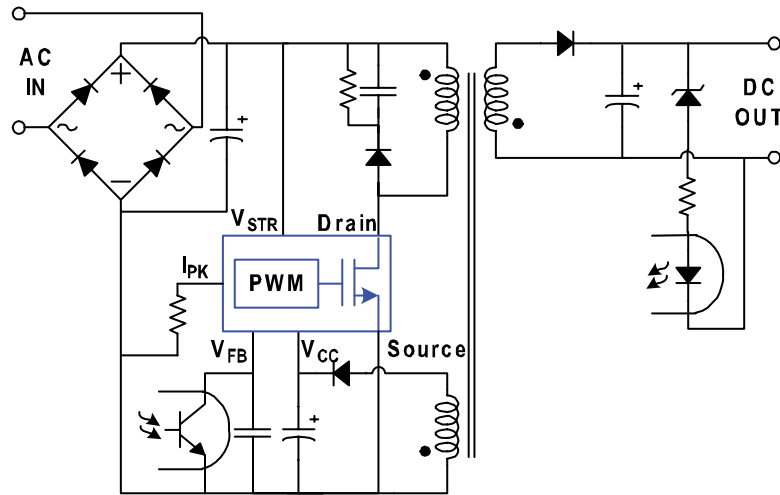 AC
IN
+
~
~
−
+
+
DC
OUT
VSTR
Drain
IPK
PWM
VFB
VCC
Source
+